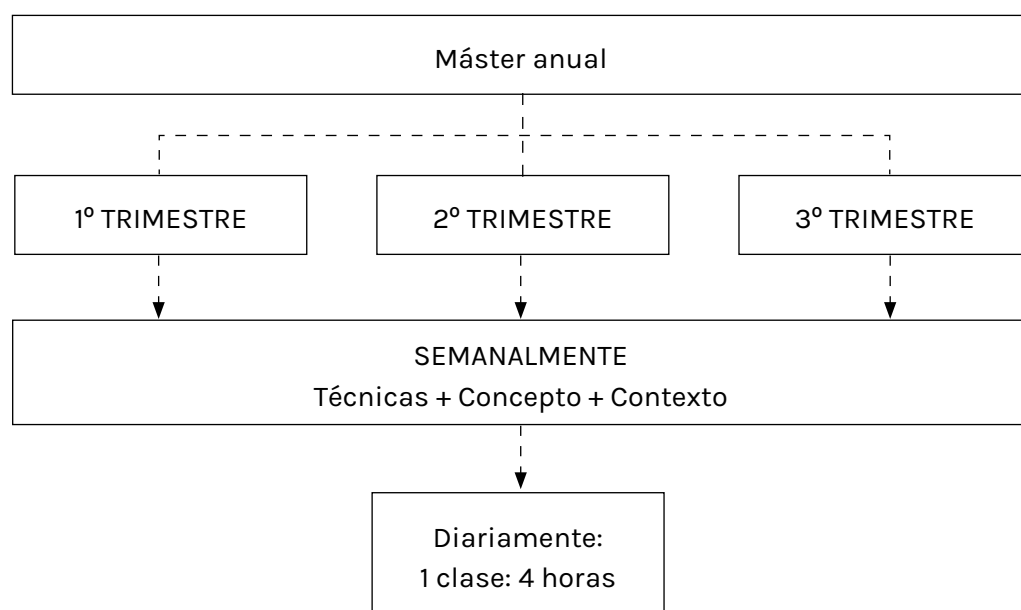 Máster anual
1º TRIMESTRE
2º TRIMESTRE
3º TRIMESTRE
SEMANALMENTE
Técnicas + Concepto + Contexto
Diariamente:
1 clase: 4 horas